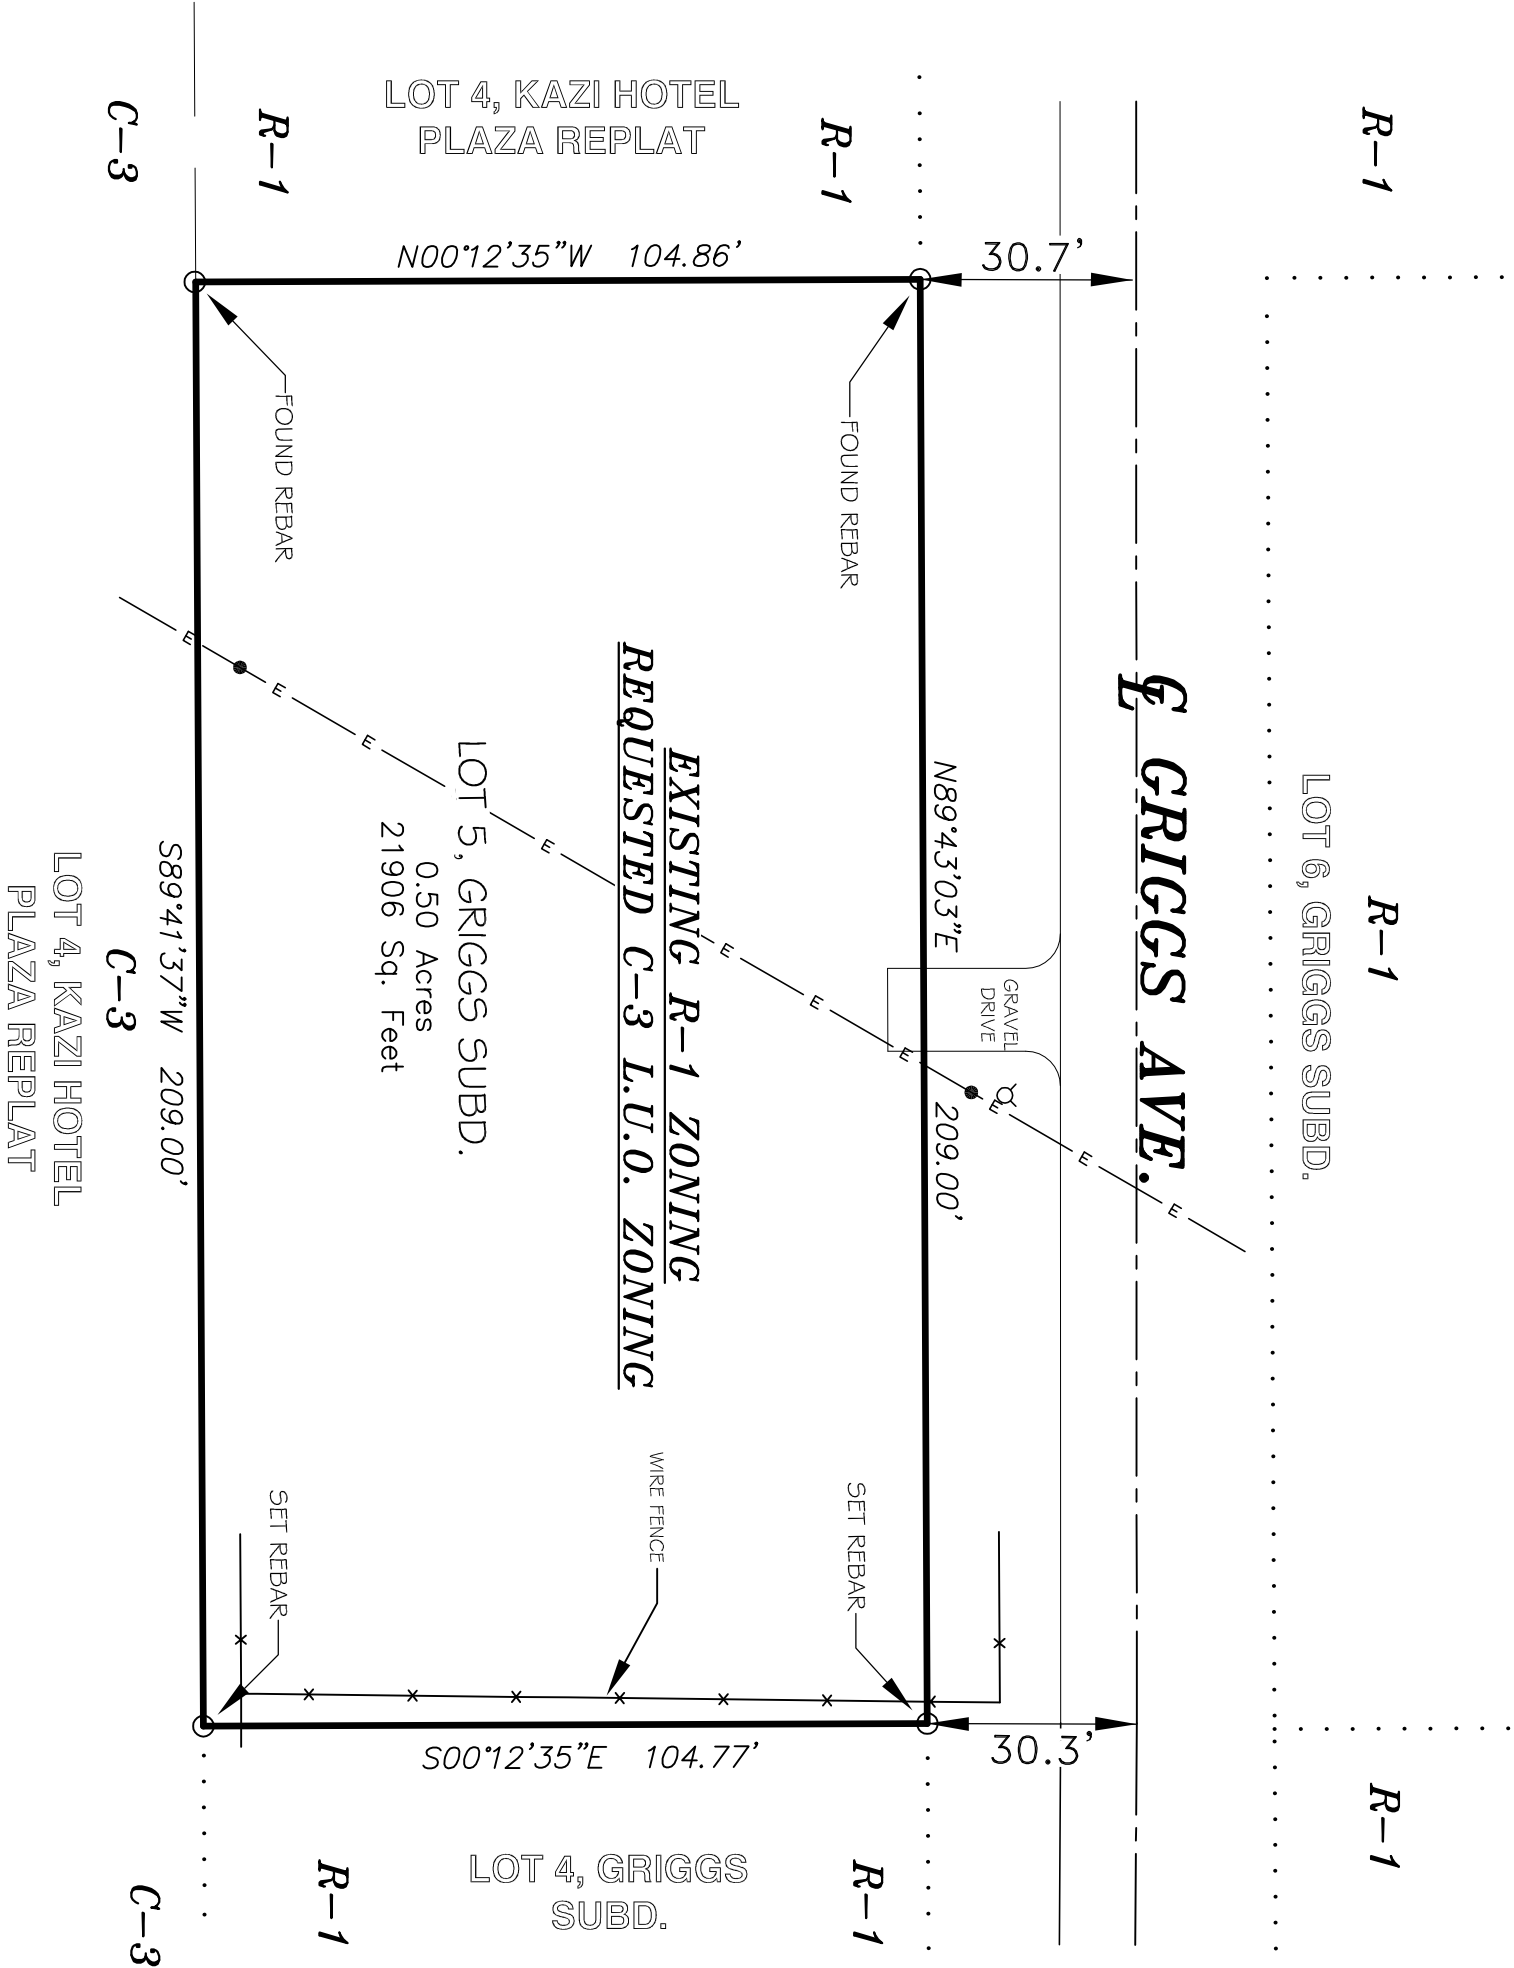 R-1
R-1
R-1
LOT 6, GRIGGS SUBD.
℄ GRIGGS AVE.
30.7'
30.3'
GRAVEL
DRIVE
E
E
E
E
E
E
E
E
E
E
N89°43'03"E
209.00'
R-1
R-1
LOT 4, KAZI HOTEL
PLAZA REPLAT
R-1
C-3
N00°12'35"W 104.86'
FOUND REBAR
FOUND REBAR
EXISTING R-1 ZONING
REQUESTED C-3 L.U.O. ZONING
LOT 5, GRIGGS SUBD.
0.50 Acres
21906 Sq. Feet
WIRE FENCE
SET REBAR
SET REBAR
S00°12'35"E 104.77'
LOT 4, GRIGGS
SUBD.
R-1
C-3
S89°41'37"W 209.00'
C-3
LOT 4, KAZI HOTEL
PLAZA REPLAT